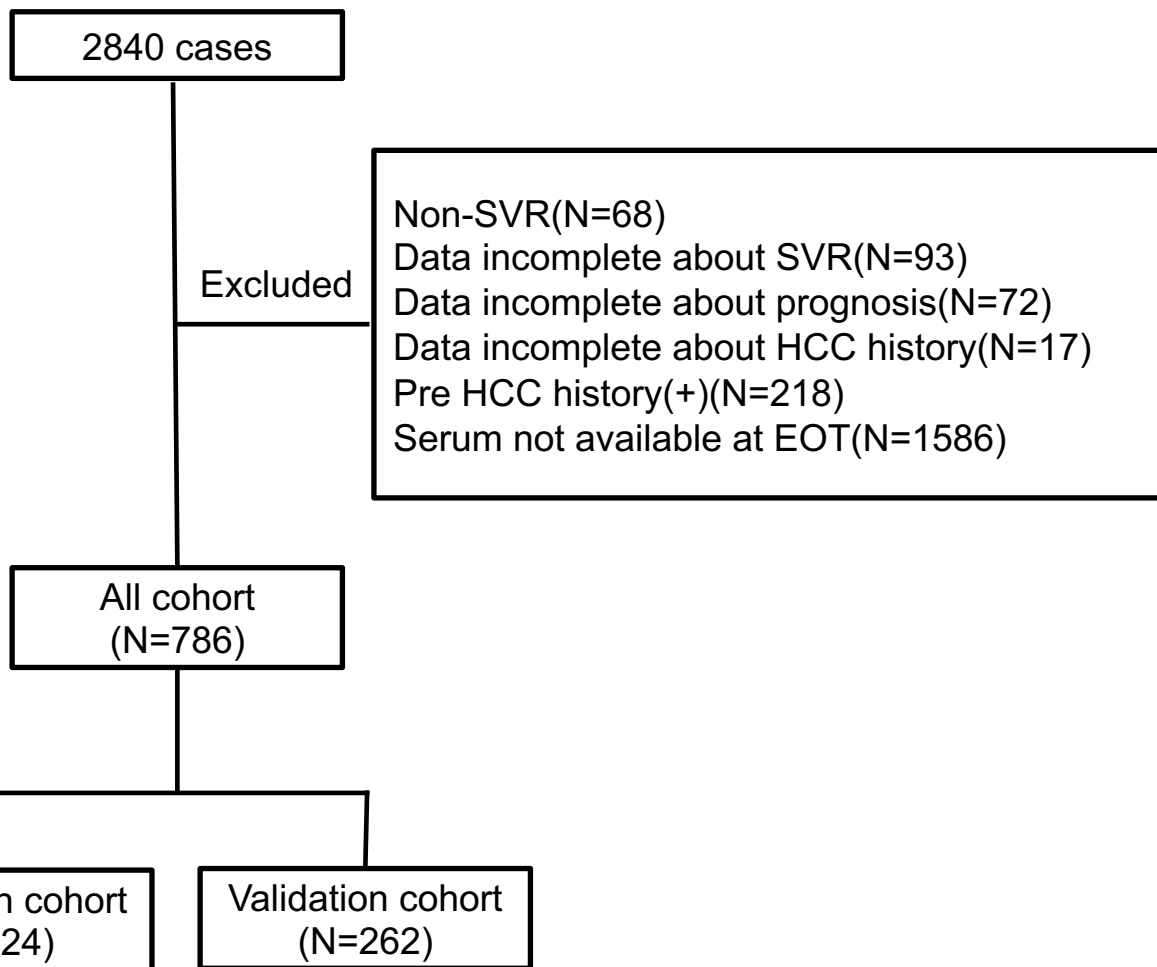 2840 cases
Excluded
Non-SVR(N=68)
Data incomplete about SVR(N=93)
Data incomplete about prognosis(N=72)
Data incomplete about HCC history(N=17)
Pre HCC history(+)(N=218)
Serum not available at EOT(N=1586)
All cohort
(N=786)
cohort
24)
Validation cohort
(N=262)